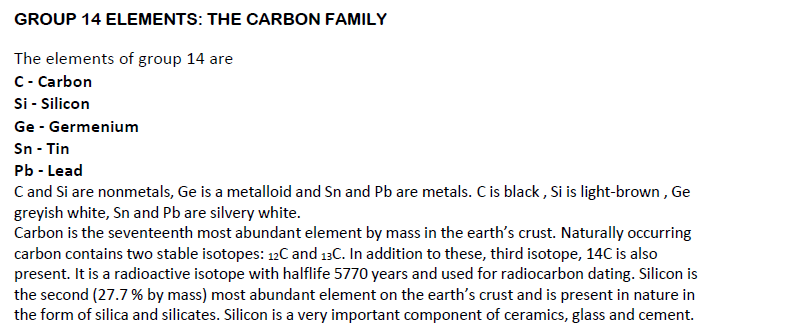 GROUP 14 ELEMENTS: THE CARBON FAMILY
The elements of group 14 are
C - Carbon
Si - Silicon
Ge - Germenium
Sn - Tin
Pb - Lead
C and Si are nonmetals, Ge is a metalloid and Sn and Pb are metals. C is black , Si is light-brown , Ge
greyish white, Sn and Pb are silvery white.
Carbon is the seventeenth most abundant element by mass in the earth’s crust. Naturally occurring
carbon contains two stable isotopes: ₁₂C and ₁₃C. In addition to these, third isotope, 14C is also
present. It is a radioactive isotope with halflife 5770 years and used for radiocarbon dating. Silicon is
the second (27.7 % by mass) most abundant element on the earth’s crust and is present in nature in
the form of silica and silicates. Silicon is a very important component of ceramics, glass and cement.